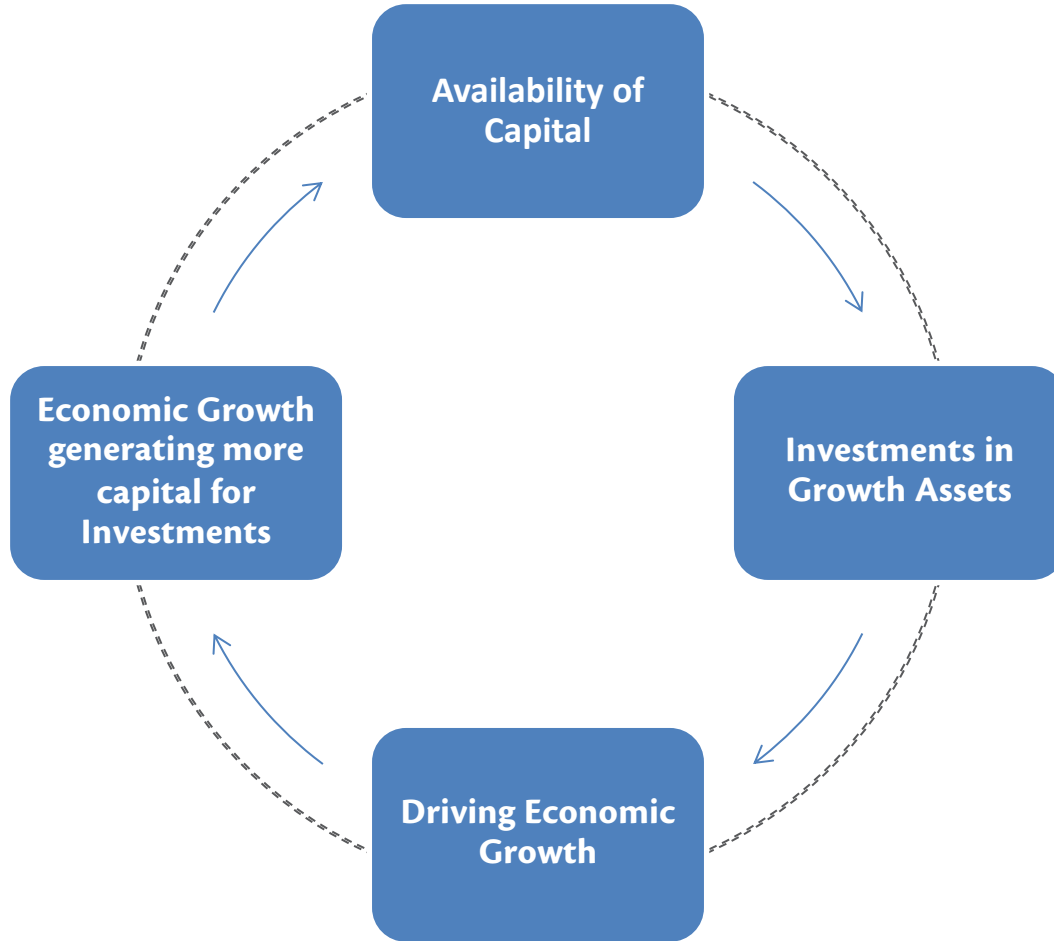 Availability of
Capital
Investments in
Growth Assets
Driving Economic
Growth
Economic Growth
generating more
capital for
Investments